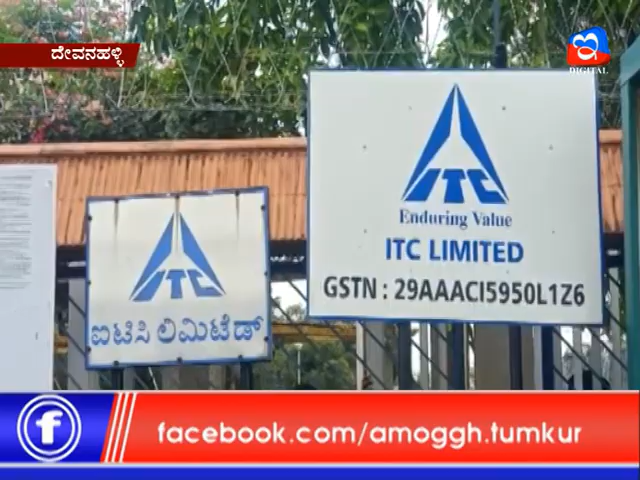 ದೇವನಹಳ್ಳಿ
DIGITAL
ITC
Enduring Value
ITC LIMITED
GSTN : 29AAACI5950L1Z6
ITC
ಐಟಿಸಿ ಲಿಮಿಟೆಡ್
facebook.com/amoggh.tumkur